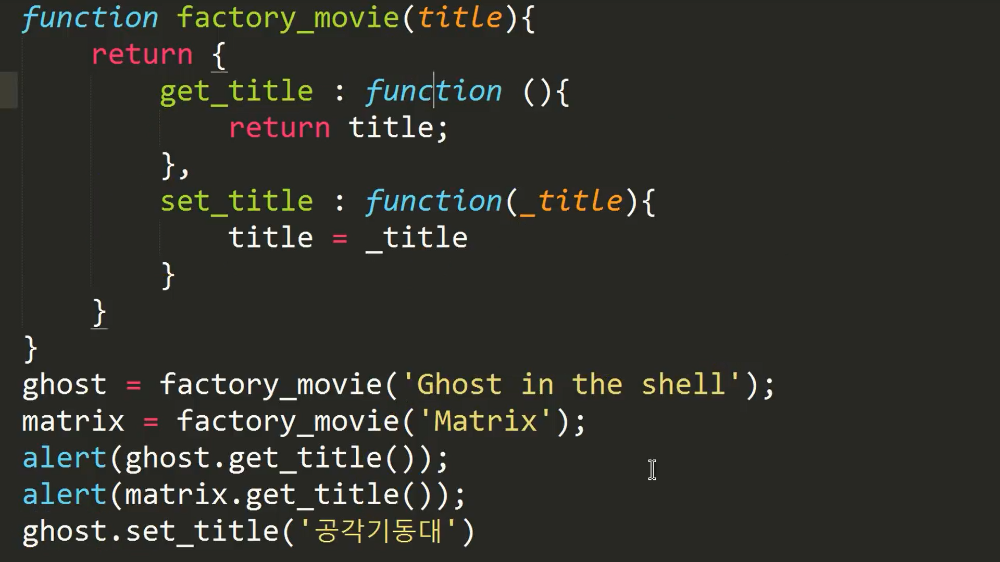 function factory_movie(title){
return {
get_title : function (){
return title;
},
set_title : function(_title){
title = _title
}
}
}
ghost = factory_movie('Ghost in the shell');
matrix = factory_movie('Matrix');
alert(ghost.get_title());
alert(matrix.get_title());
ghost.set_title('공각기동대')